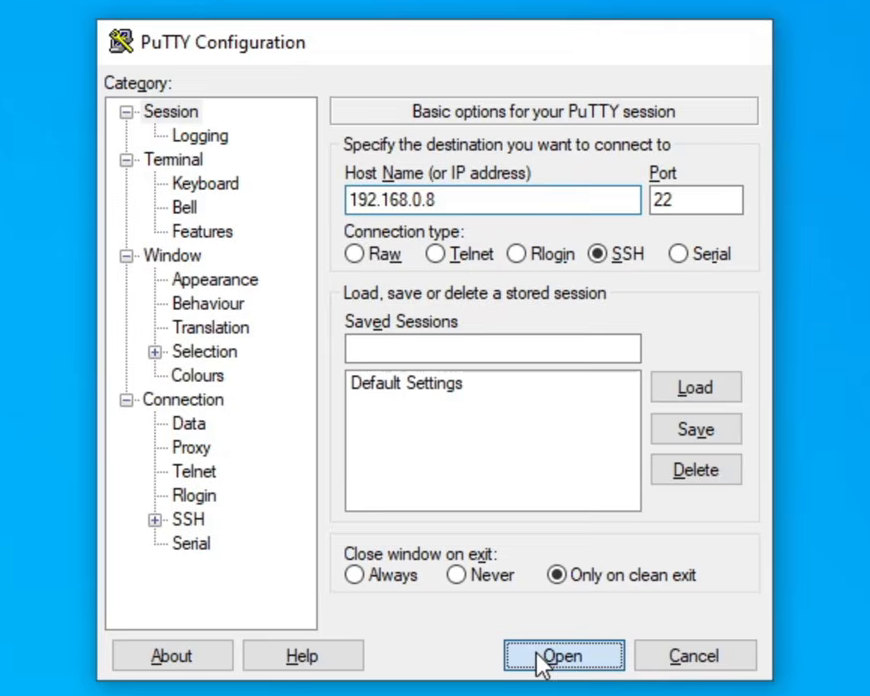 PuTTY Configuration
Category:
Session
Logging
Terminal
Keyboard
Bell
Features
Window
Appearance
Behaviour
Translation
Selection
Colours
Connection
Data
Proxy
Telnet
Rlogin
SSH
Serial
Basic options for your PuTTY session
Specify the destination you want to connect to
Host Name (or IP address) Port
192.168.0.8 22
Connection type:
Raw Telnet Rlogin SSH Serial
Load, save or delete a stored session
Saved Sessions
Default Settings
Load
Save
Delete
Close window on exit:
Always Never Only on clean exit
About Help Open Cancel